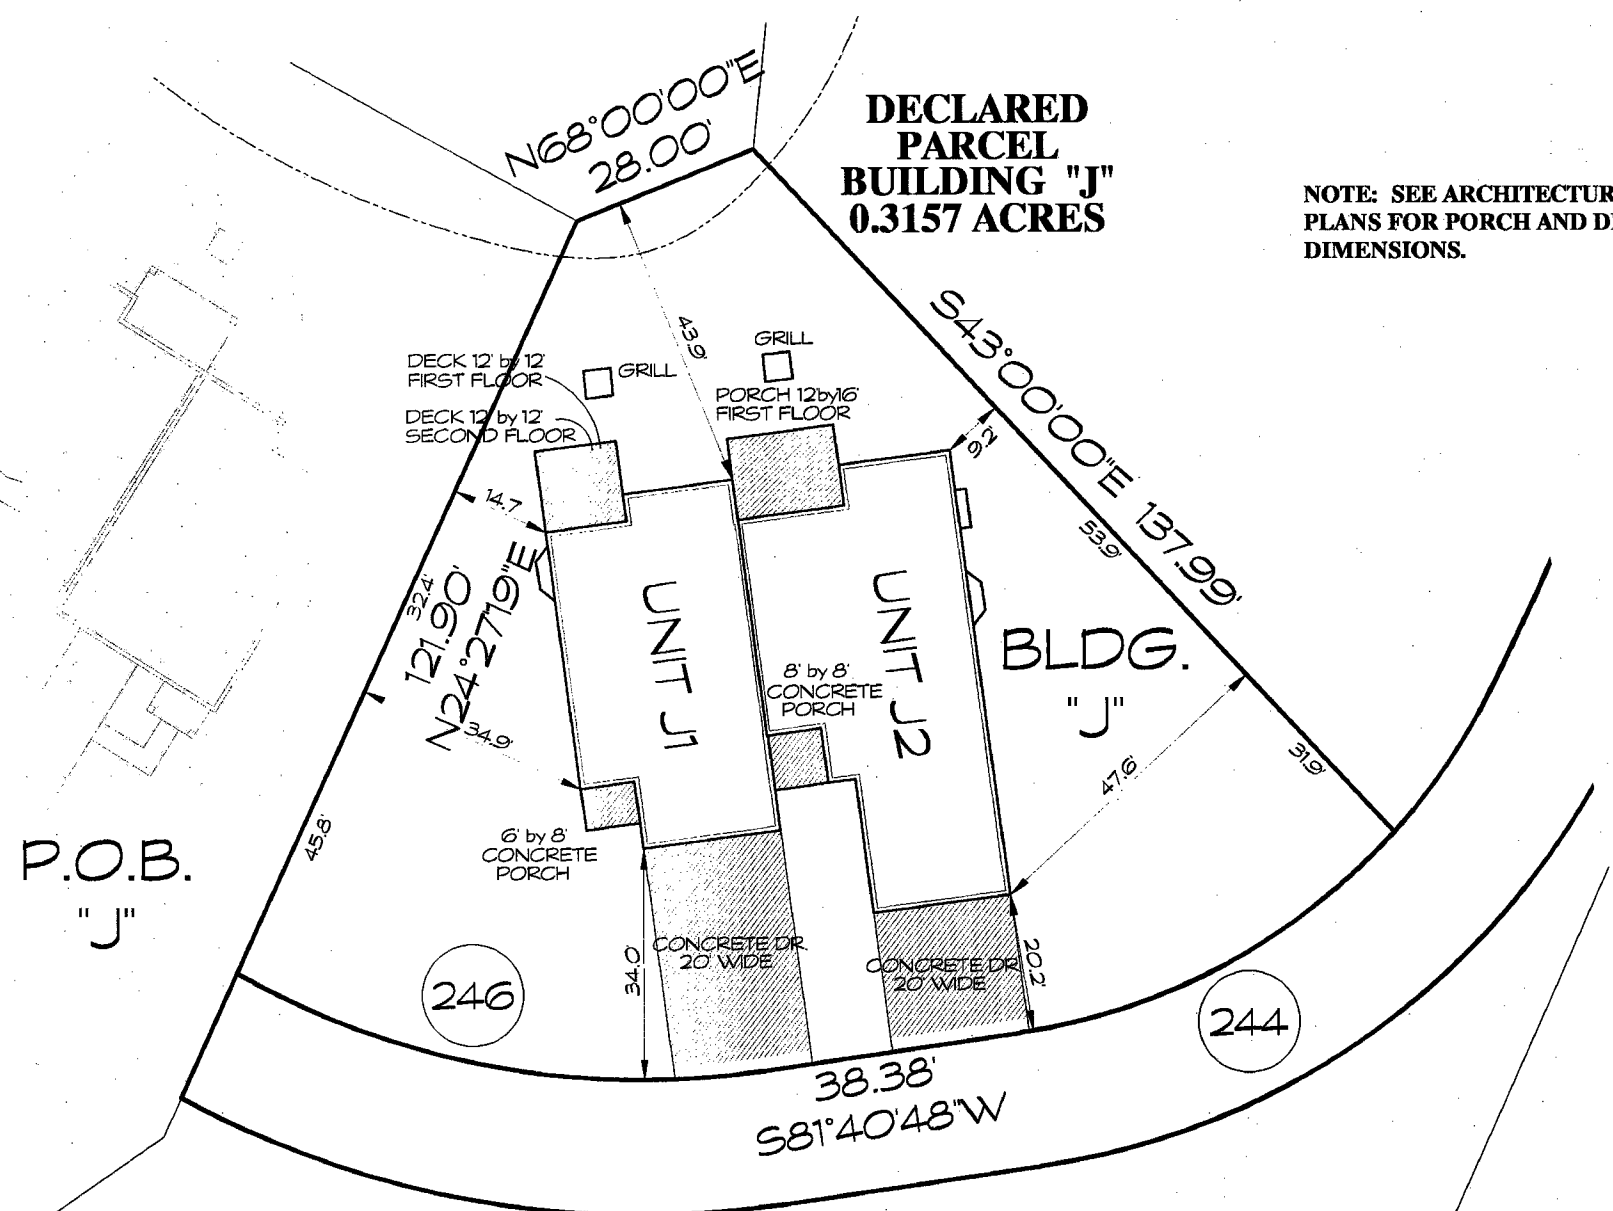 N68°00'00"E
28.00'
DECLARED
PARCEL
BUILDING "J"
0.3157 ACRES
NOTE: SEE ARCHITECTUR
PLANS FOR PORCH AND D
DIMENSIONS.
S43°00'00"E 137.99'
43.9'
GRILL
GRILL
DECK 12' by 12'
FIRST FLOOR
DECK 12' by 12'
SECOND FLOOR
PORCH 12'by16'
FIRST FLOOR
9.2
14.7
53.9'
32.4'
121.90'
N24°27'19"E
34.9'
UNIT J1
UNIT J2
BLDG.
"J"
8' by 8'
CONCRETE
PORCH
47.6'
31.9'
45.8'
6' by 8'
CONCRETE
PORCH
P.O.B.
"J"
246
34.0'
CONCRETE DR.
20' WIDE
CONCRETE DR.
20' WIDE
20.2'
244
38.38'
S81°40'48"W